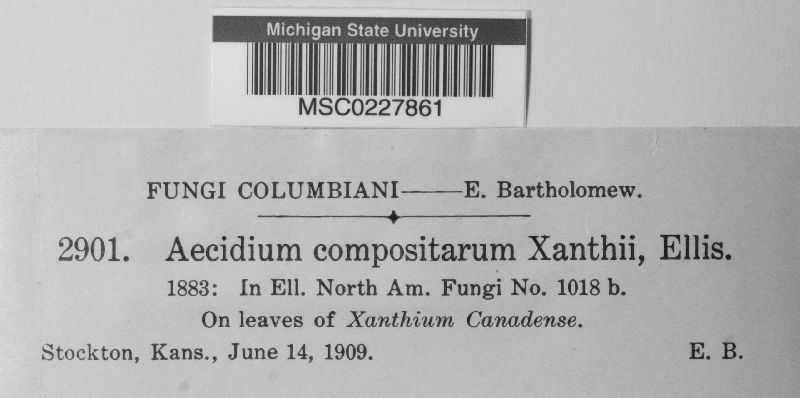 Michigan State University
MSC0227861
FUNGI COLUMBIANI——E. Bartholomew.
2901. Aecidium compositarum Xanthii, Ellis.
1883: In Ell. North Am. Fungi No. 1018 b.
On leaves of Xanthium Canadense.
Stockton, Kans., June 14, 1909. E. B.